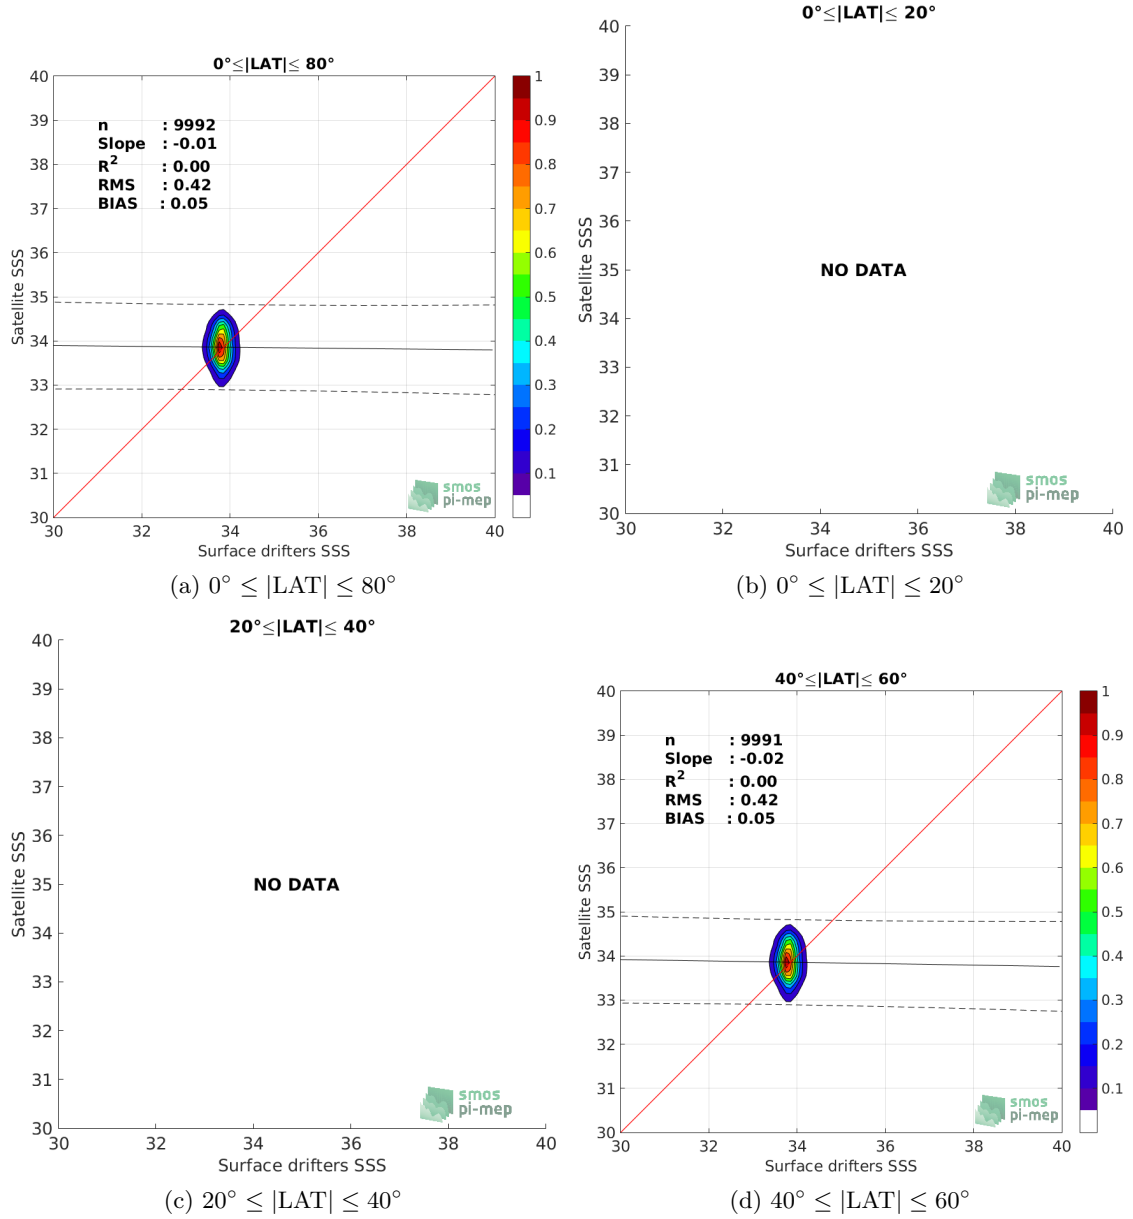 0°≤|LAT|≤ 80°
40
39
38
37
36
35
34
33
32
31
30
30 32 34 36 38 40
Satellite SSS
Surface drifters SSS
n : 9992
Slope : -0.01
R² : 0.00
RMS : 0.42
BIAS : 0.05
smos
pi-mep
1
0.9
0.8
0.7
0.6
0.5
0.4
0.3
0.2
0.1
(a) 0° ≤ |LAT| ≤ 80°
0°≤|LAT|≤ 20°
40
39
38
37
36
35
34
33
32
31
30
30 32 34 36 38 40
Satellite SSS
Surface drifters SSS
NO DATA
smos
pi-mep
(b) 0° ≤ |LAT| ≤ 20°
20°≤|LAT|≤ 40°
40
39
38
37
36
35
34
33
32
31
30
30 32 34 36 38 40
Satellite SSS
Surface drifters SSS
NO DATA
smos
pi-mep
(c) 20° ≤ |LAT| ≤ 40°
40°≤|LAT|≤ 60°
40
39
38
37
36
35
34
33
32
31
30
30 32 34 36 38 40
Satellite SSS
Surface drifters SSS
n : 9991
Slope : -0.02
R² : 0.00
RMS : 0.42
BIAS : 0.05
smos
pi-mep
1
0.9
0.8
0.7
0.6
0.5
0.4
0.3
0.2
0.1
(d) 40° ≤ |LAT| ≤ 60°